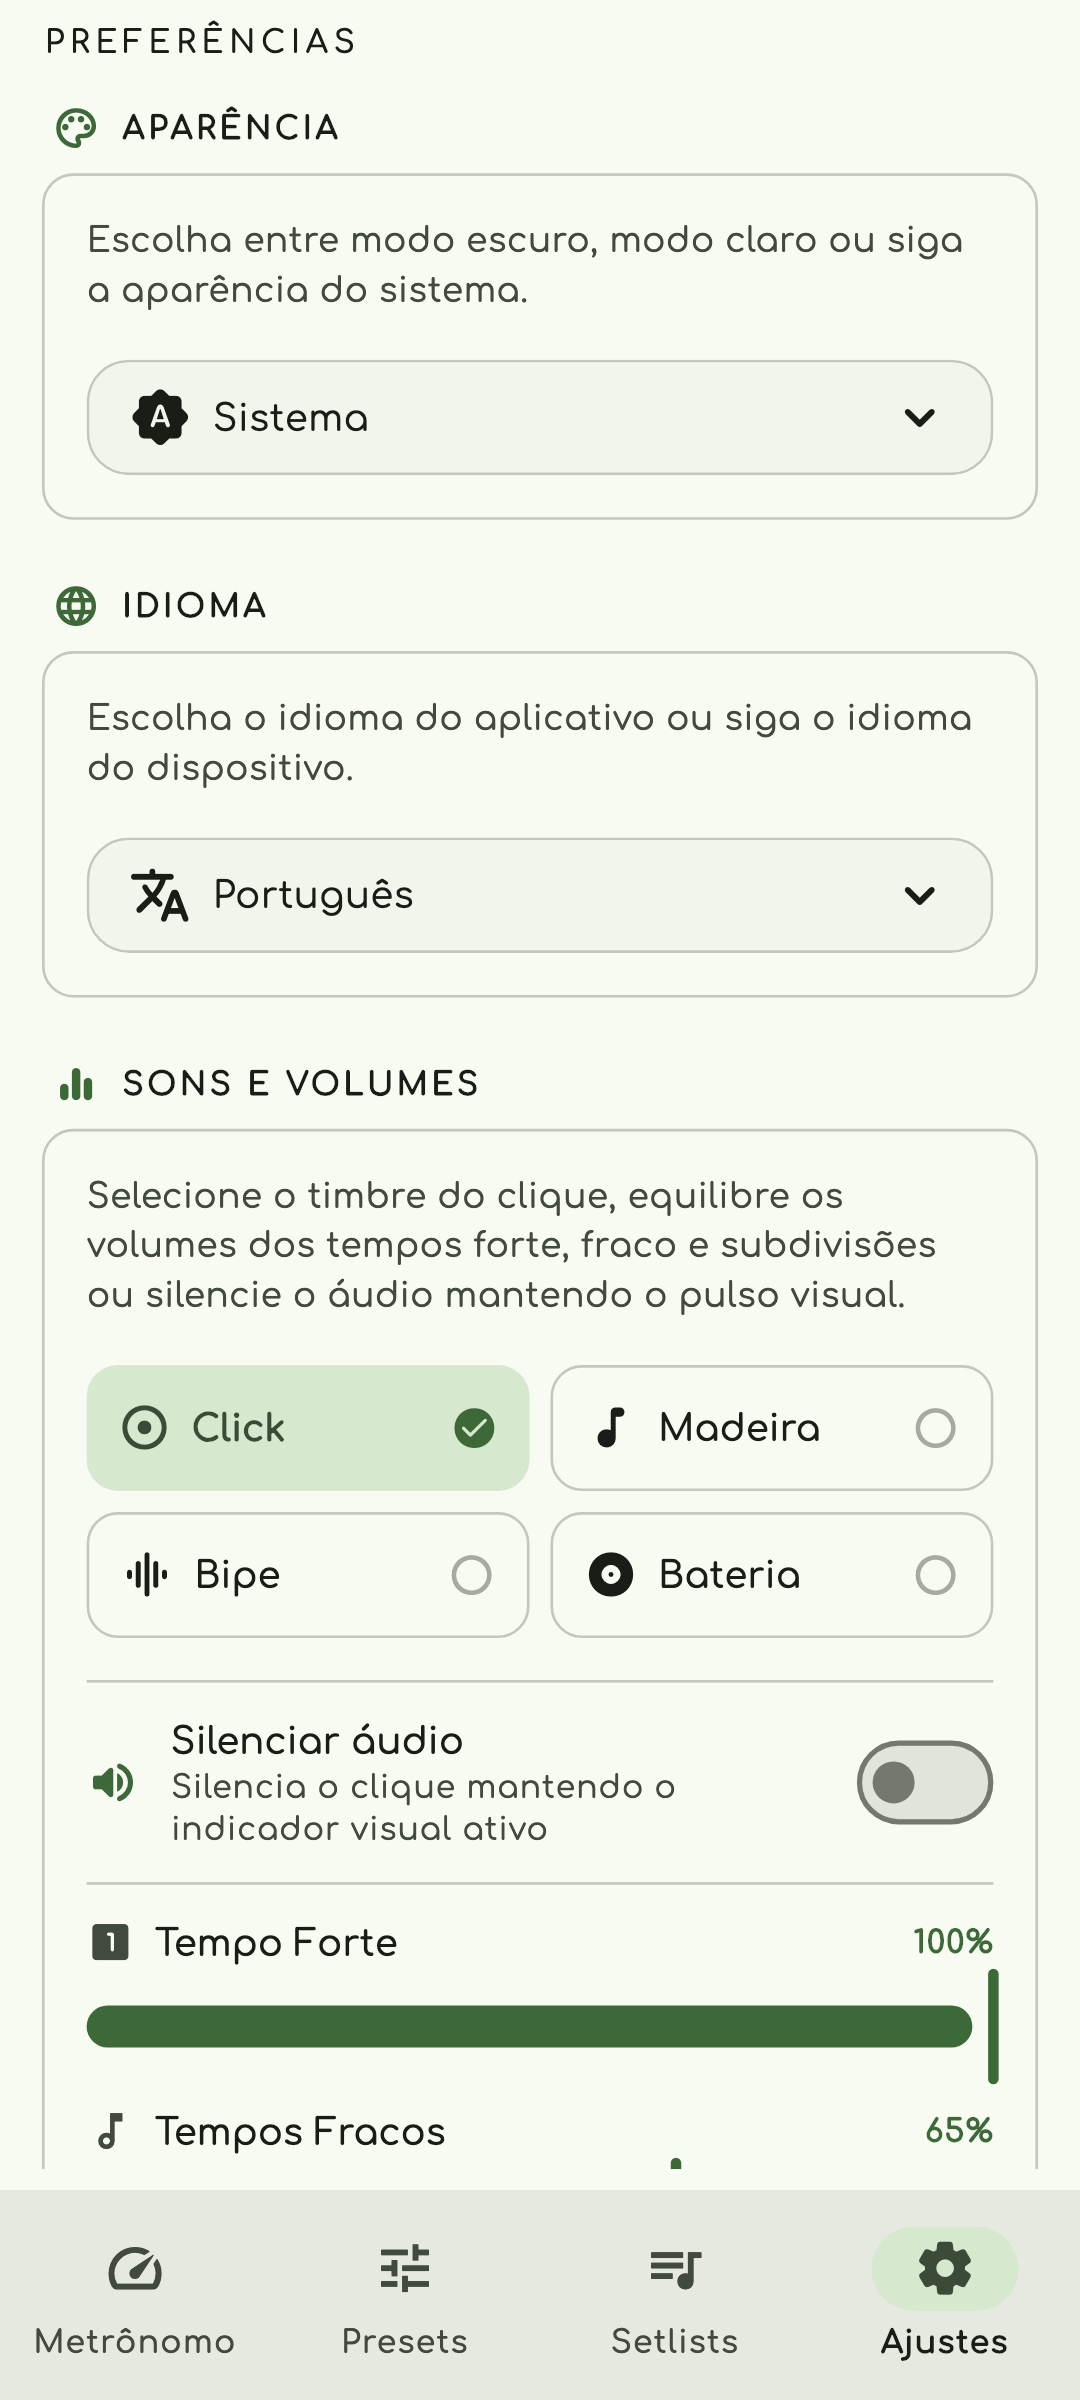 PREFERÊNCIAS
APARÊNCIA
Escolha entre modo escuro, modo claro ou siga
a aparência do sistema.
A Sistema
IDIOMA
Escolha o idioma do aplicativo ou siga o idioma
do dispositivo.
Português
SONS E VOLUMES
Selecione o timbre do clique, equilibre os
volumes dos tempos forte, fraco e subdivisões
ou silencie o áudio mantendo o pulso visual.
Click
Madeira
Bipe
Bateria
Silenciar áudio
Silencia o clique mantendo o
indicador visual ativo
1 Tempo Forte 100%
Tempos Fracos 65%
Metrônomo Presets Setlists Ajustes